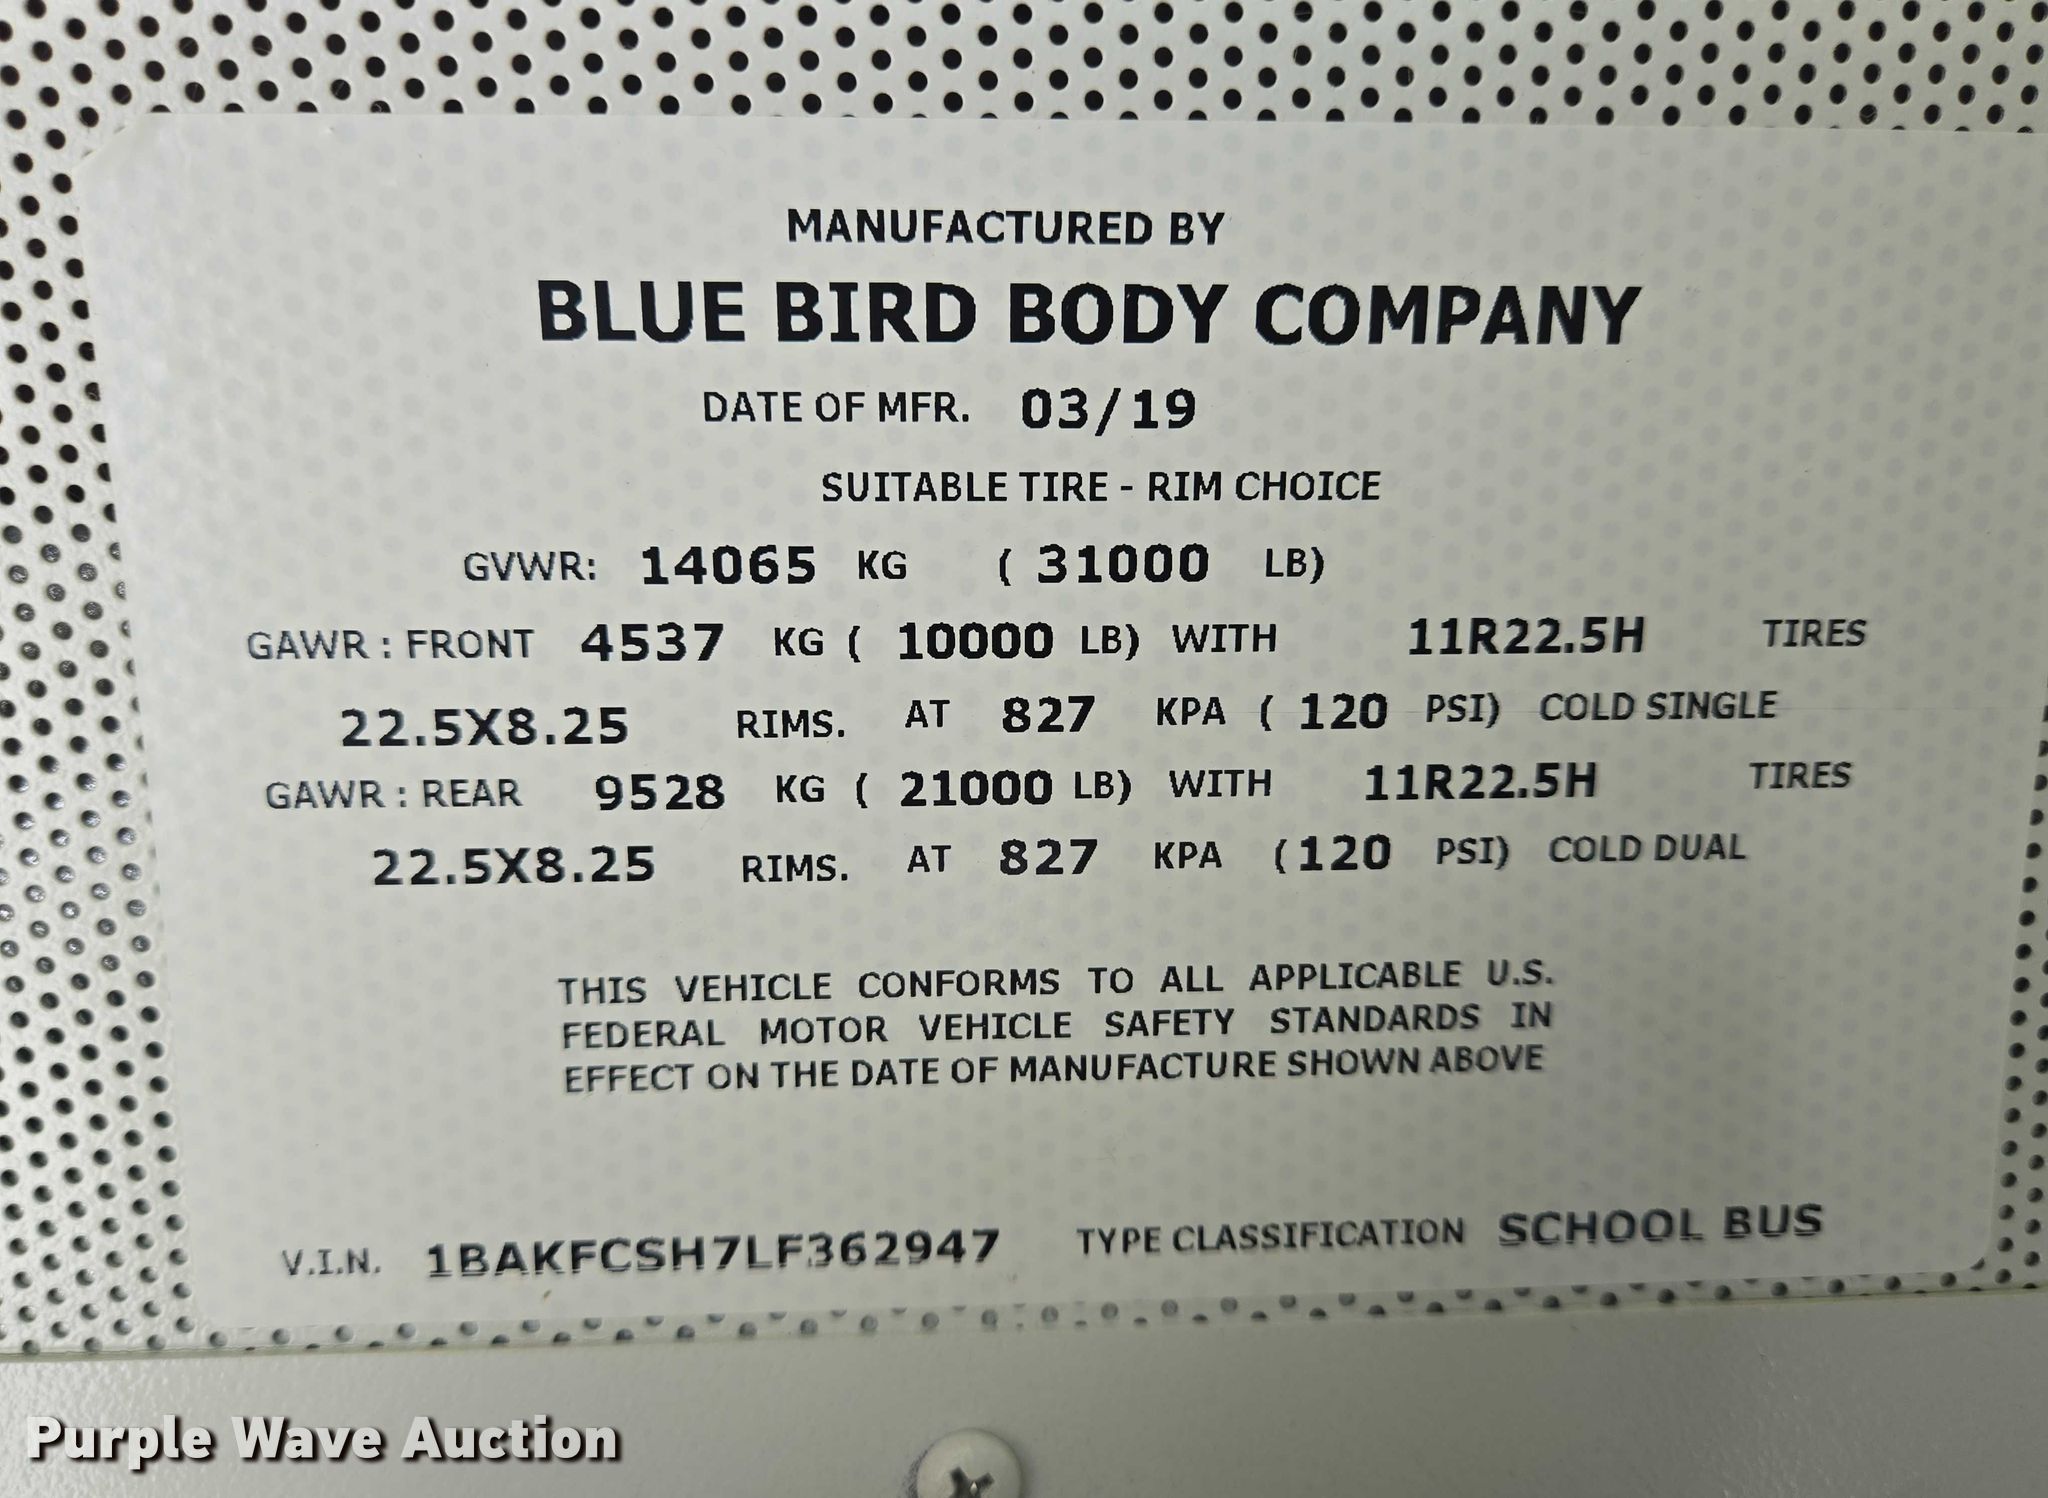 MANUFACTURED BY
BLUE BIRD BODY COMPANY
DATE OF MFR. 03/19
SUITABLE TIRE - RIM CHOICE
GVWR: 14065 KG ( 31000 LB)
GAWR : FRONT 4537 KG ( 10000 LB) WITH 11R22.5H TIRES
22.5X8.25 RIMS. AT 827 KPA ( 120 PSI) COLD SINGLE
GAWR : REAR 9528 KG ( 21000 LB) WITH 11R22.5H TIRES
22.5X8.25 RIMS. AT 827 KPA (120 PSI) COLD DUAL
THIS VEHICLE CONFORMS TO ALL APPLICABLE U.S.
FEDERAL MOTOR VEHICLE SAFETY STANDARDS IN
EFFECT ON THE DATE OF MANUFACTURE SHOWN ABOVE
V.I.N. 1BAKFCSH7LF362947 TYPE CLASSIFICATION SCHOOL BUS
Purple Wave Auction